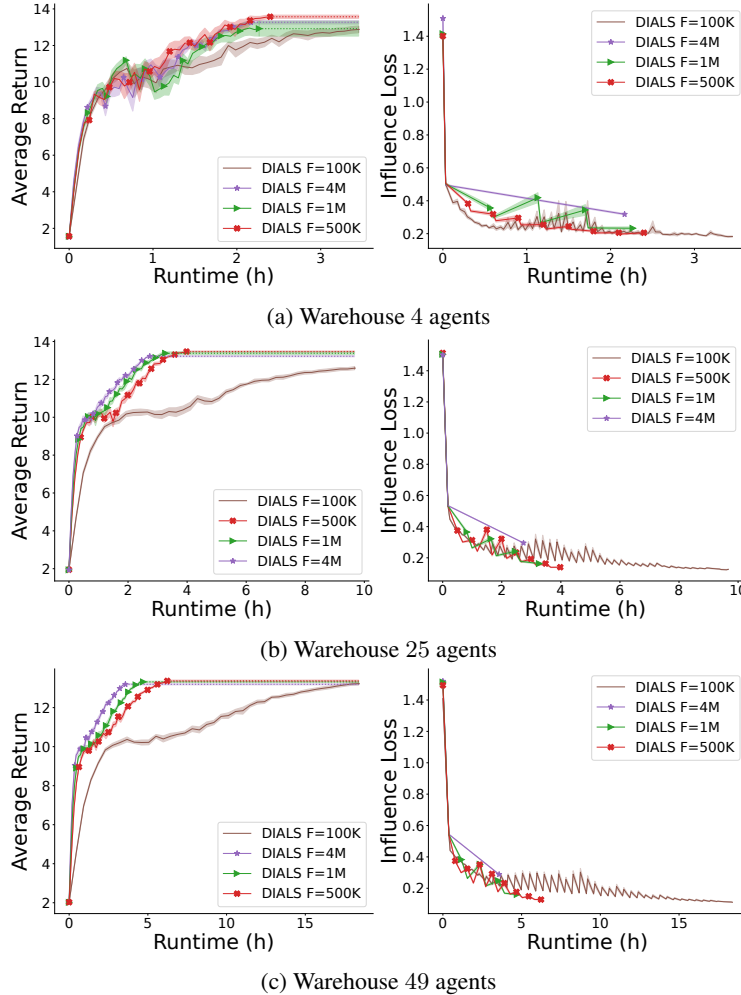 14
12
10
8
6
4
2
0
1
2
3
Average Return
Runtime (h)
DIALS F=100K
DIALS F=4M
DIALS F=1M
DIALS F=500K
1.4
1.2
1.0
0.8
0.6
0.4
0.2
0
1
2
3
Influence Loss
Runtime (h)
DIALS F=100K
DIALS F=4M
DIALS F=1M
DIALS F=500K
(a) Warehouse 4 agents
14
12
10
8
6
4
2
0
2
4
6
8
10
Average Return
Runtime (h)
DIALS F=100K
DIALS F=500K
DIALS F=1M
DIALS F=4M
1.6
1.4
1.2
1.0
0.8
0.6
0.4
0.2
0
2
4
6
8
10
Influence Loss
Runtime (h)
DIALS F=100K
DIALS F=500K
DIALS F=1M
DIALS F=4M
(b) Warehouse 25 agents
12
10
8
6
4
2
0
5
10
15
Average Return
Runtime (h)
DIALS F=100K
DIALS F=4M
DIALS F=1M
DIALS F=500K
1.6
1.4
1.2
1.0
0.8
0.6
0.4
0.2
0
5
10
15
Influence Loss
Runtime (h)
DIALS F=100K
DIALS F=4M
DIALS F=1M
DIALS F=500K
(c) Warehouse 49 agents